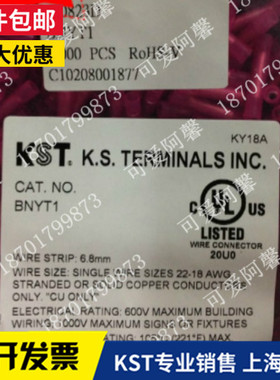 件包邮
000 PCS RoHS-V
C10208001877
可爱阿馨
18701799873
KY18A
KST K.S. TERMINALS INC.
CAT. NO.
BNYT1
UL
LISTED
WIRE CONNECTOR
20U0
WIRE STRIP: 6.8mm
WIRE SIZE: SINGLE WIRE SIZES 22-18 AWG
STRANDED OR SOLID COPPER CONDUCTORS
ONLY. "CU ONLY"
ELECTRICAL RATING: 600V MAXIMUM BUILDING
WIRING: 1000V MAXIMUM SIGNS OR FIXTURES
开发票
KST专业销售 上海